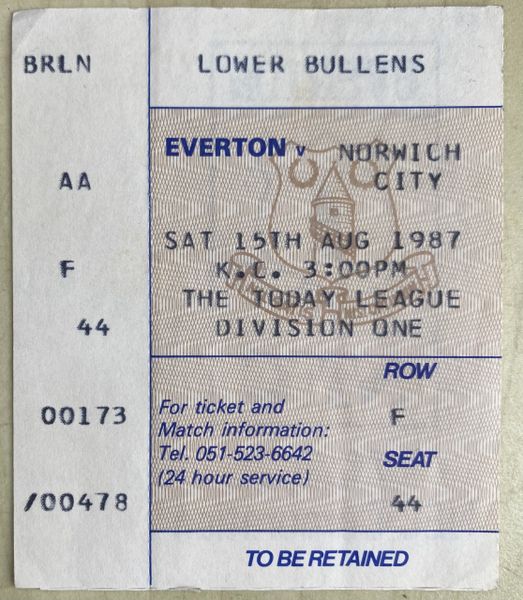 BRLN
AA
F
44
00173
/00478
LOWER BULLENS
EVERTON v NORWICH
CITY
SAT 15TH AUG 1987
K.C. 3:00PM
THE TODAY LEAGUE
DIVISION ONE
For ticket and
Match information:
Tel. 051-523-6642
(24 hour service)
ROW
F
SEAT
44
TO BE RETAINED